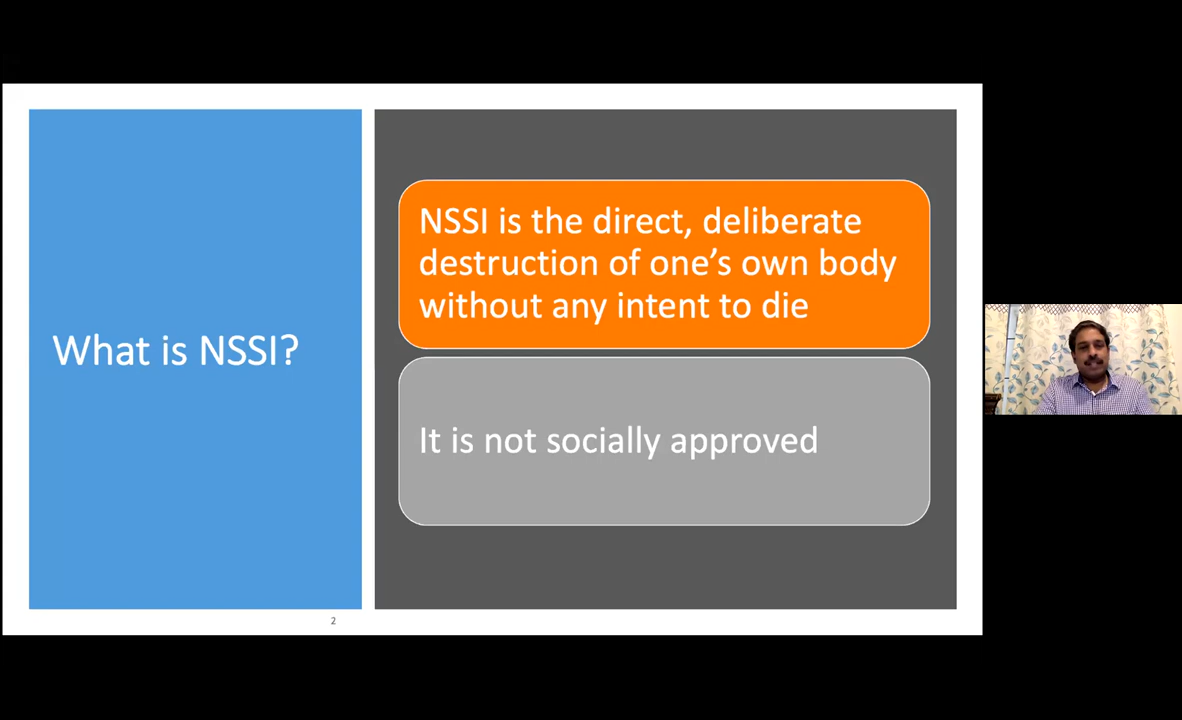 What is NSSI?
NSSI is the direct, deliberate
destruction of one’s own body
without any intent to die
It is not socially approved
2